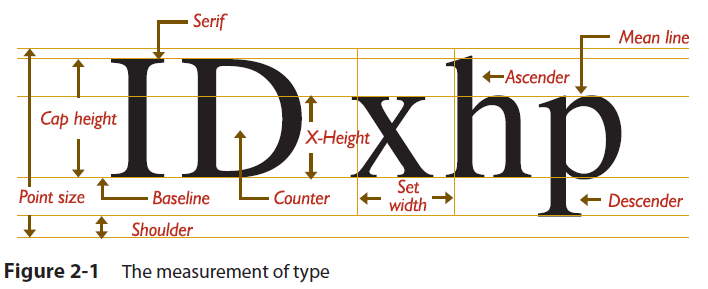 Serif
Mean line
Ascender
Cap height
X-Height
ID xhp
Point size
Baseline
Counter
Set
width
Descender
Shoulder
Figure 2-1 The measurement of type